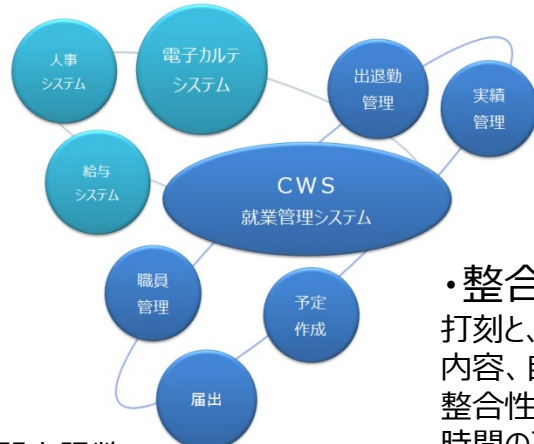 人事
システム
電子カルテ
システム
出退勤
管理
実績
管理
給与
システム
CWS
就業管理システム
職員
管理
予定
作成
届出
・整合
打刻と、
内容、
整合性
時間の